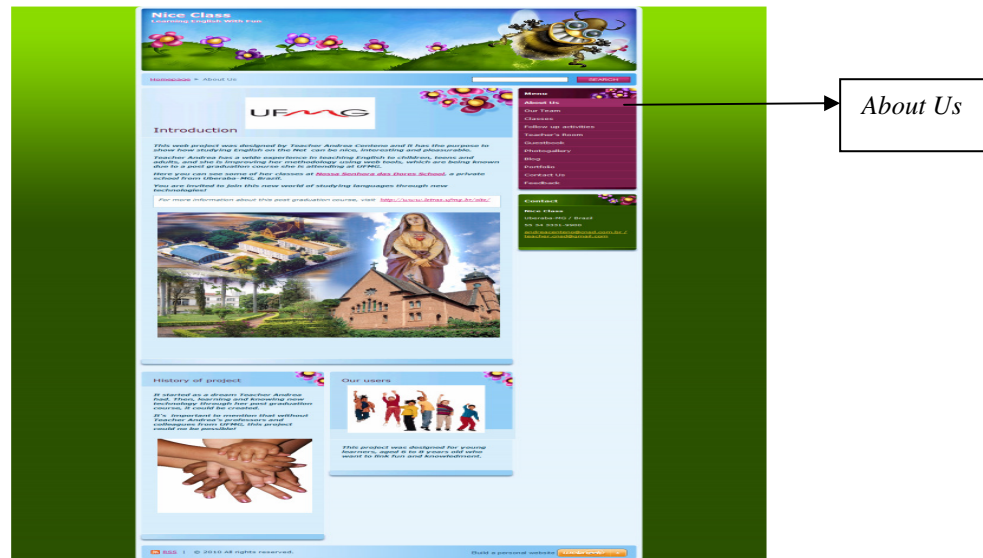 Nice Class
Learning English With Fun
Homepage > About Us
SEARCH
UFMG
Introduction
This web project was designed by Teacher Andrea Centeno and It has the purpose to
show how studying English on the Net can be nice, interesting and pleasurable.
Teacher Andrea has a wide experience in teaching English to children, teens and
adults, and she is improving her methodology using web tools, which are being known
due to a post graduation course she is attending at UFMG.
Here you can see some of her classes at Nossa Senhora das Dores School, a private
school from Uberaba-MG, Brazil.
You are invited to join this new world of studying languages through new
technologies!
For more information about this post graduation course, visit http://www.letras.ufmg.br/site/
History of project
It started as a dream Teacher Andrea
had. Then, learning and knowing new
technology through her post graduation
course, it could be created.
It's important to mention that without
Teacher Andrea's professors and
colleagues from UFMG, this project
could no be possible!
Our users
This project was designed for young
learners, aged 6 to 8 years old who
want to link fun and knowledment.
Menu
About Us
Our Team
Classes
Follow up activities
Teacher's Room
Guestbook
Photogallery
Blog
Portfolio
Contact Us
Feedback
Contact
Nice Class
Uberaba-MG / Brazil
RSS | © 2010 All rights reserved.
Build a personal website
About Us